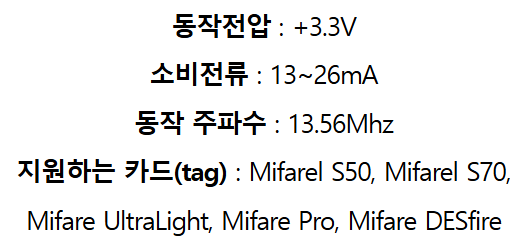 동작전압 : +3.3V
소비전류 : 13~26mA
동작 주파수 : 13.56Mhz
지원하는 카드(tag) : Mifarel S50, Mifarel S70,
Mifare UltraLight, Mifare Pro, Mifare DESfire